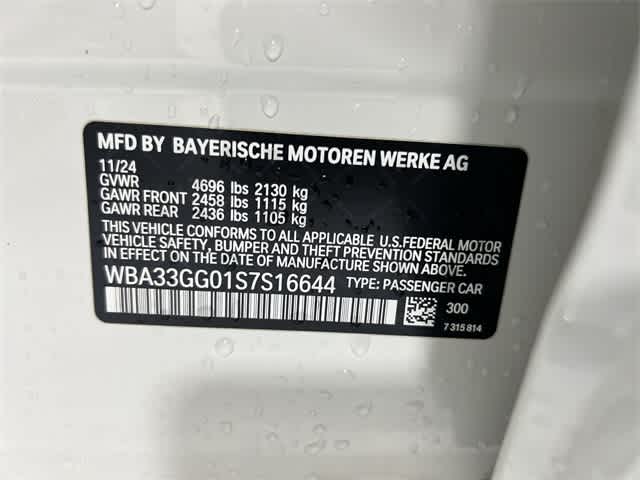 MFD BY BAYERISCHE MOTOREN WERKE AG
11/24
GVWR 4696 lbs 2130 kg
GAWR FRONT 2458 lbs 1115 kg
GAWR REAR 2436 lbs 1105 kg
THIS VEHICLE CONFORMS TO ALL APPLICABLE U.S.FEDERAL MOTOR
VEHICLE SAFETY, BUMPER AND THEFT PREVENTION STANDARDS
IN EFFECT ON THE DATE OF MANUFACTURE SHOWN ABOVE.
WBA33GG01S7S16644 TYPE: PASSENGER CAR
300
7 315 814